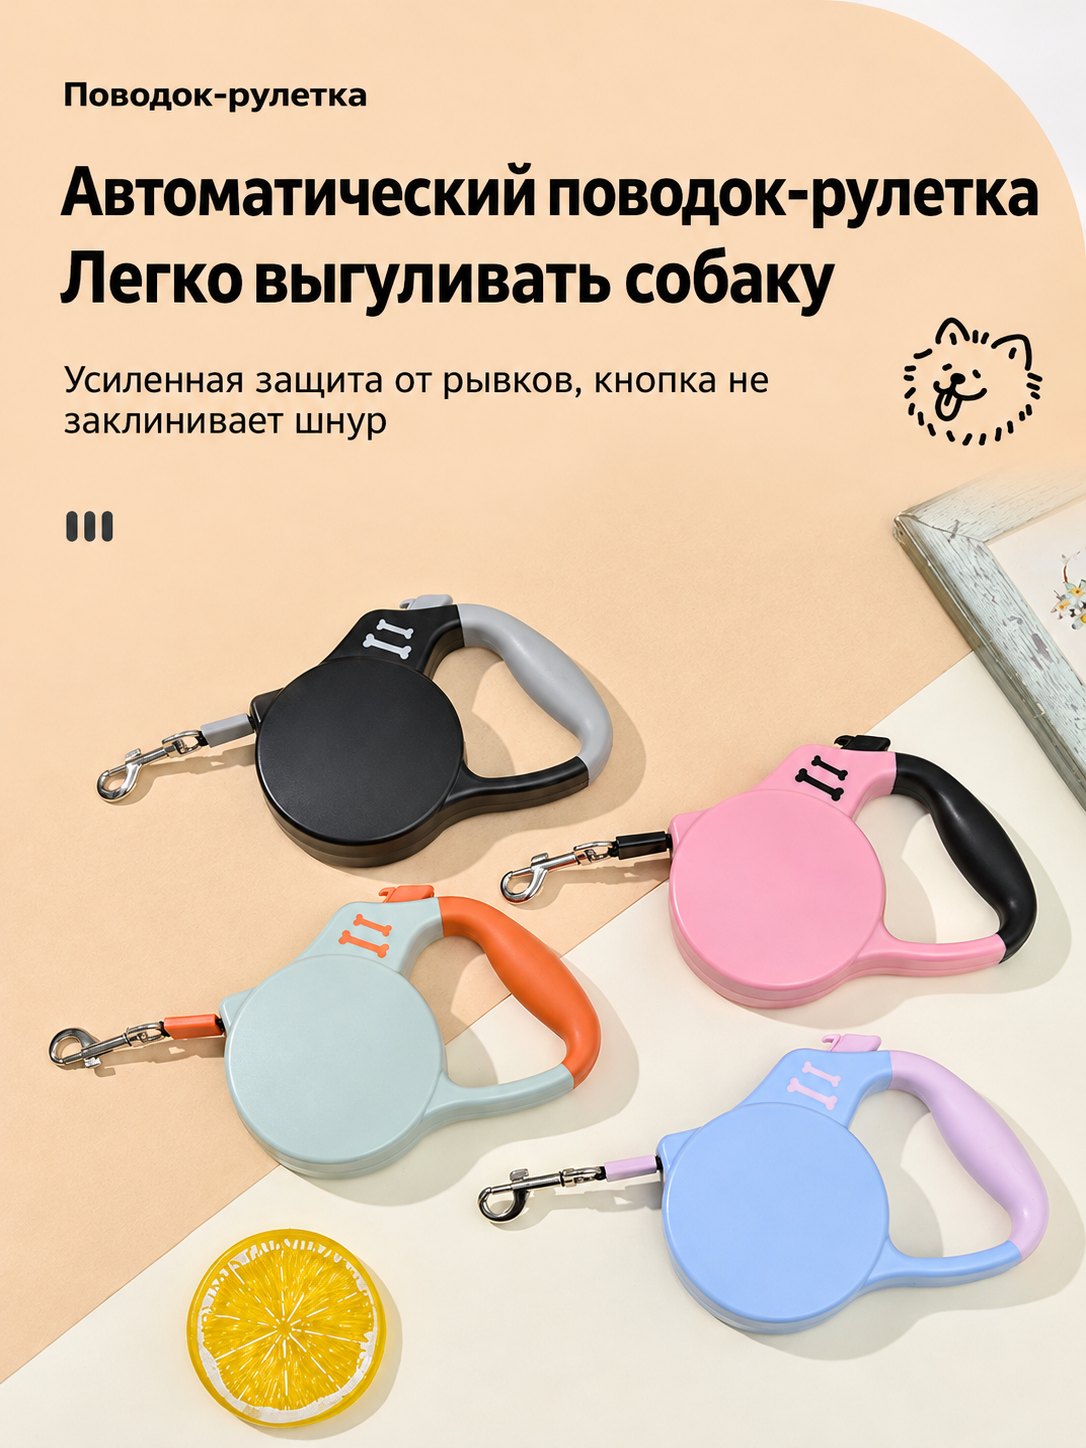 Поводок-рулетка
Автоматический поводок-рулетка
Легко выгуливать собаку
Усиленная защита от рывков, кнопка не
заклинивает шнур